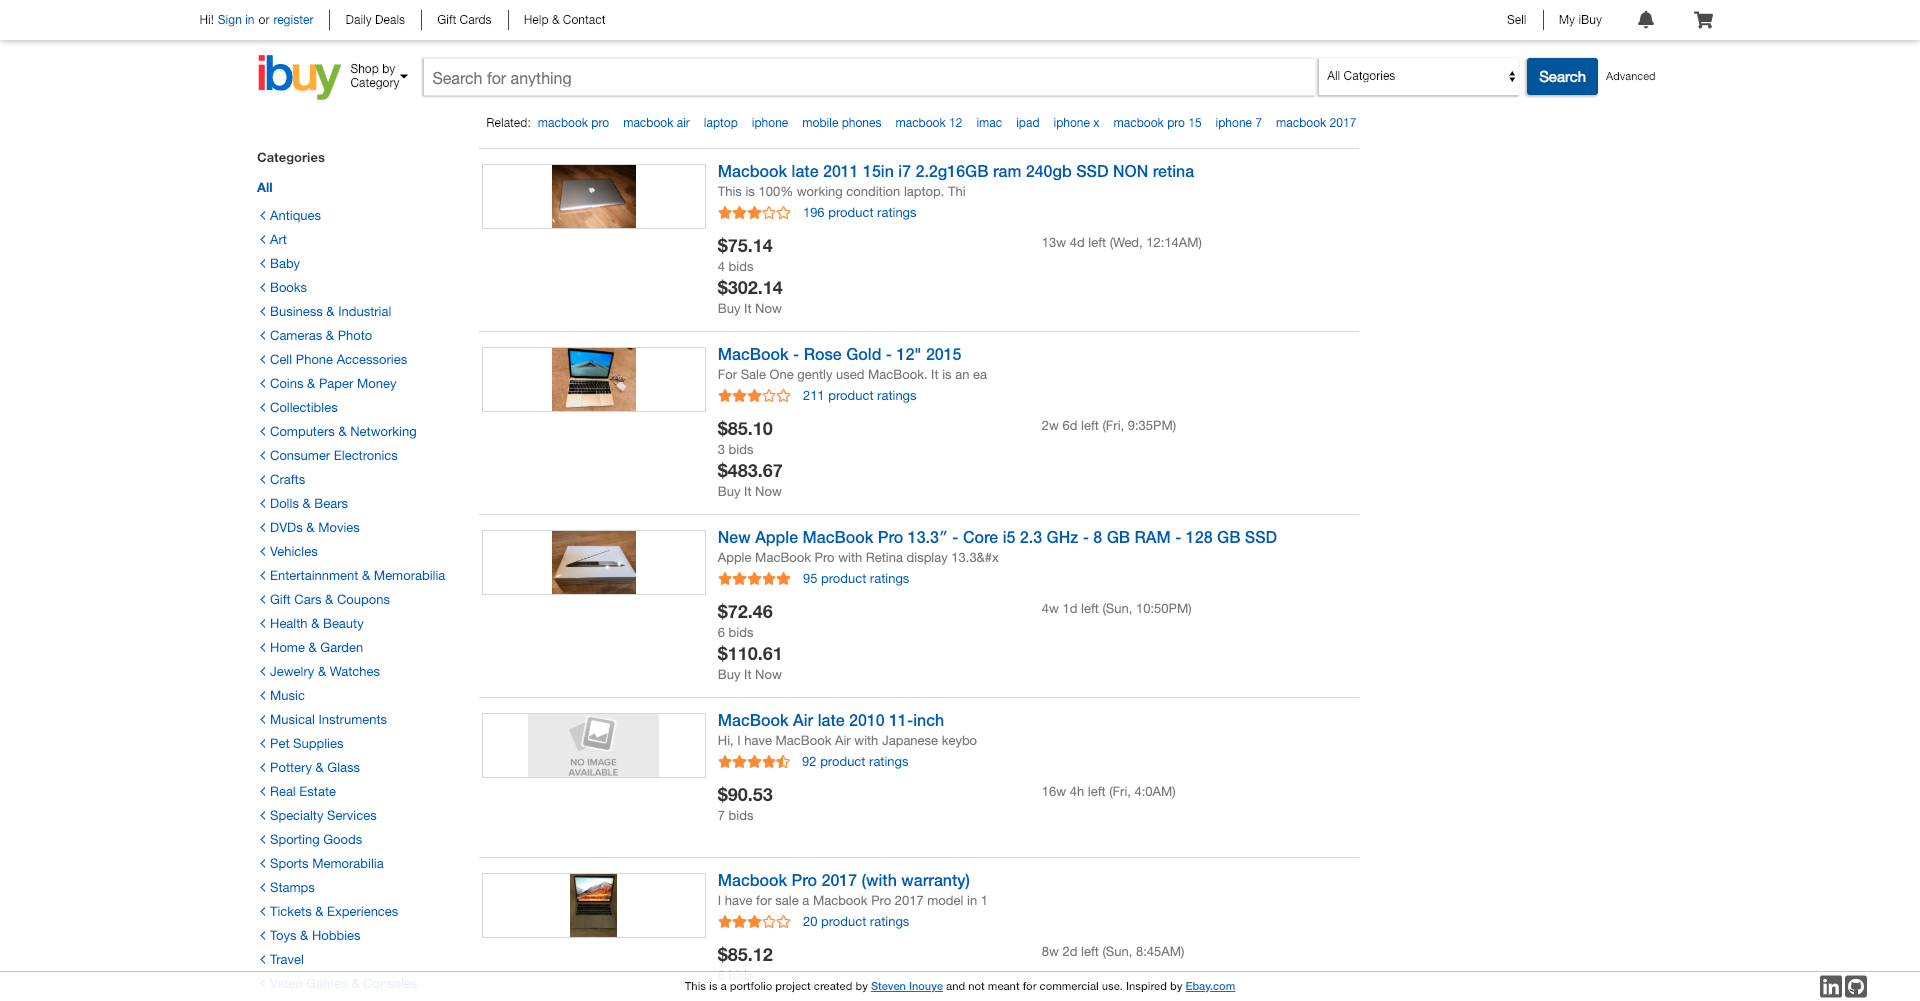 Hi! Sign in or register Daily Deals Gift Cards Help & Contact Sell My iBuy
ibuy Shop by Category Search for anything All Catgories Search Advanced
Related: macbook pro macbook air laptop iphone mobile phones macbook 12 imac ipad iphone x macbook pro 15 iphone 7 macbook 2017
Categories
All
< Antiques
< Art
< Baby
< Books
< Business & Industrial
< Cameras & Photo
< Cell Phone Accessories
< Coins & Paper Money
< Collectibles
< Computers & Networking
< Consumer Electronics
< Crafts
< Dolls & Bears
< DVDs & Movies
< Vehicles
< Entertainnment & Memorabilia
< Gift Cars & Coupons
< Health & Beauty
< Home & Garden
< Jewelry & Watches
< Music
< Musical Instruments
< Pet Supplies
< Pottery & Glass
< Real Estate
< Specialty Services
< Sporting Goods
< Sports Memorabilia
< Stamps
< Tickets & Experiences
< Toys & Hobbies
< Travel
< Video Games & Consoles
Macbook late 2011 15in i7 2.2g16GB ram 240gb SSD NON retina
This is 100% working condition laptop. Thi
196 product ratings
$75.14 13w 4d left (Wed, 12:14AM)
4 bids
$302.14
Buy It Now
MacBook - Rose Gold - 12" 2015
For Sale One gently used MacBook. It is an ea
211 product ratings
$85.10 2w 6d left (Fri, 9:35PM)
3 bids
$483.67
Buy It Now
New Apple MacBook Pro 13.3″ - Core i5 2.3 GHz - 8 GB RAM - 128 GB SSD
Apple MacBook Pro with Retina display 13.3&#x
95 product ratings
$72.46 4w 1d left (Sun, 10:50PM)
6 bids
$110.61
Buy It Now
NO IMAGE
AVAILABLE
MacBook Air late 2010 11-inch
Hi, I have MacBook Air with Japanese keybo
92 product ratings
$90.53 16w 4h left (Fri, 4:0AM)
7 bids
Macbook Pro 2017 (with warranty)
I have for sale a Macbook Pro 2017 model in 1
20 product ratings
$85.12 8w 2d left (Sun, 8:45AM)
6 bids
This is a portfolio project created by Steven Inouye and not meant for commercial use. Inspired by Ebay.com
in